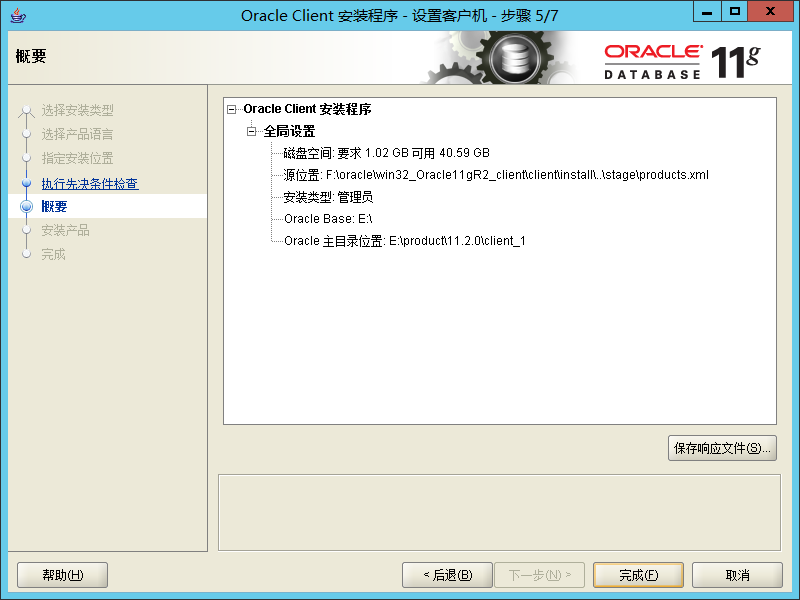 Oracle Client 安装程序 - 设置客户机 - 步骤 5/7
概要
ORACLE
DATABASE 11g
选择安装类型
选择产品语言
指定安装位置
执行先决条件检查
概要
安装产品
完成
Oracle Client 安装程序
全局设置
磁盘空间: 要求 1.02 GB 可用 40.59 GB
源位置: F:\oracle\win32_Oracle11gR2_client\client\install\..\stage\products.xml
安装类型: 管理员
Oracle Base: E:\
Oracle 主目录位置: E:\product\11.2.0\client_1
保存响应文件(S)...
帮助(H)
< 后退(B)
下一步(N) >
完成(F)
取消